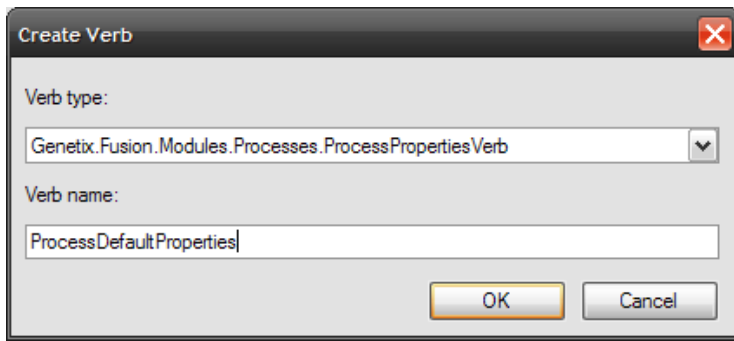 Create Verb
Verb type:
Genetix.Fusion.Modules.Processes.ProcessPropertiesVerb
Verb name:
ProcessDefaultProperties
OK Cancel